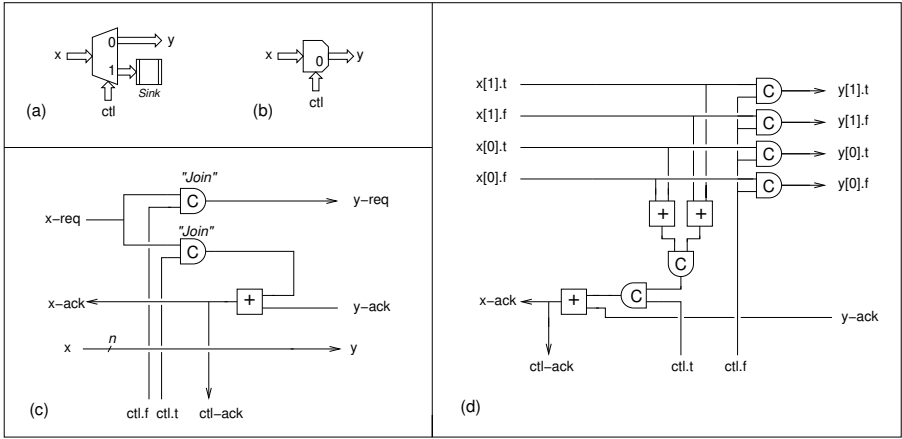 x
0
1
y
Sink
ctl
(a)
x
0
y
ctl
(b)
"Join"
C
y-req
x-req
"Join"
C
x-ack
+
y-ack
x
n
y
ctl.f
ctl.t
ctl-ack
(c)
x[1].t
C
y[1].t
x[1].f
C
y[1].f
x[0].t
C
y[0].t
x[0].f
C
y[0].f
+
+
C
x-ack
+
C
y-ack
ctl-ack
ctl.t
ctl.f
(d)